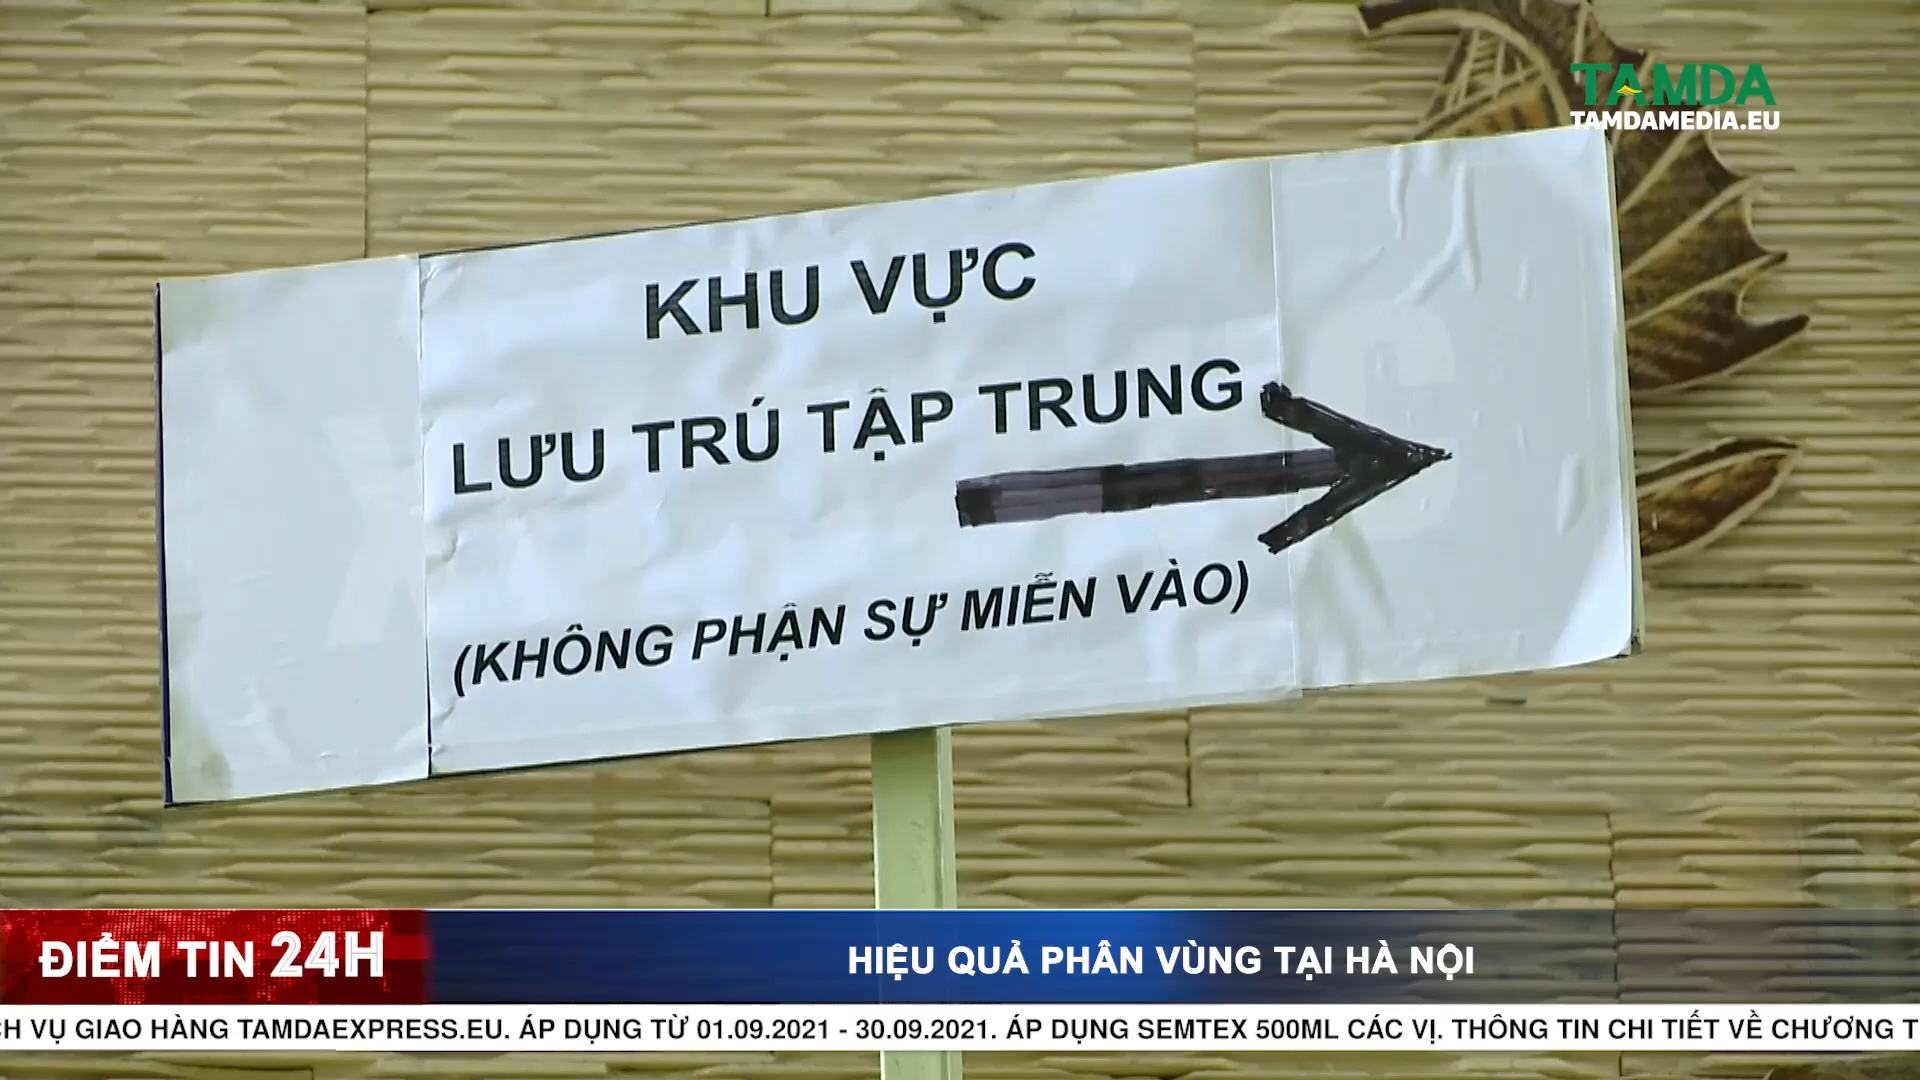 TAMDA
TAMDAMEDIA.EU
KHU VỰC
LƯU TRÚ TẬP TRUNG
(KHÔNG PHẬN SỰ MIỄN VÀO)
ĐIỂM TIN 24H
HIỆU QUẢ PHÂN VÙNG TẠI HÀ NỘI
CH VỤ GIAO HÀNG TAMDAEXPRESS.EU. ÁP DỤNG TỪ 01.09.2021 - 30.09.2021. ÁP DỤNG SEMTEX 500ML CÁC VỊ. THÔNG TIN CHI TIẾT VỀ CHƯƠNG T